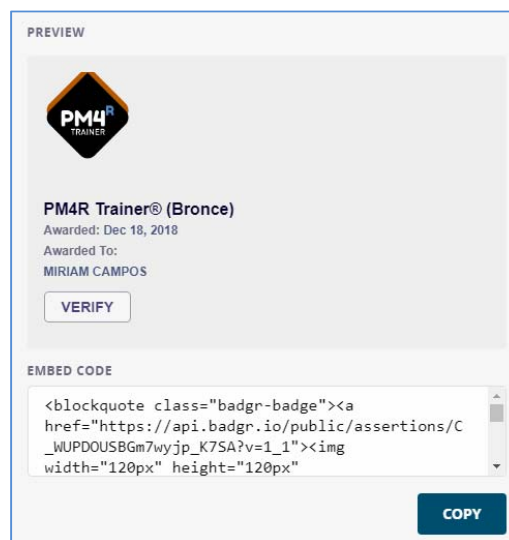 PREVIEW
PM4R
TRAINER
PM4R Trainer® (Bronce)
Awarded: Dec 18, 2018
Awarded To:
MIRIAM CAMPOS
VERIFY
EMBED CODE
<blockquote class="badgr-badge"><a
href="https://api.badgr.io/public/assertions/C
_WUPDOUSBGm7wyjp_K7SA?v=1_1"><img
width="120px" height="120px"
COPY